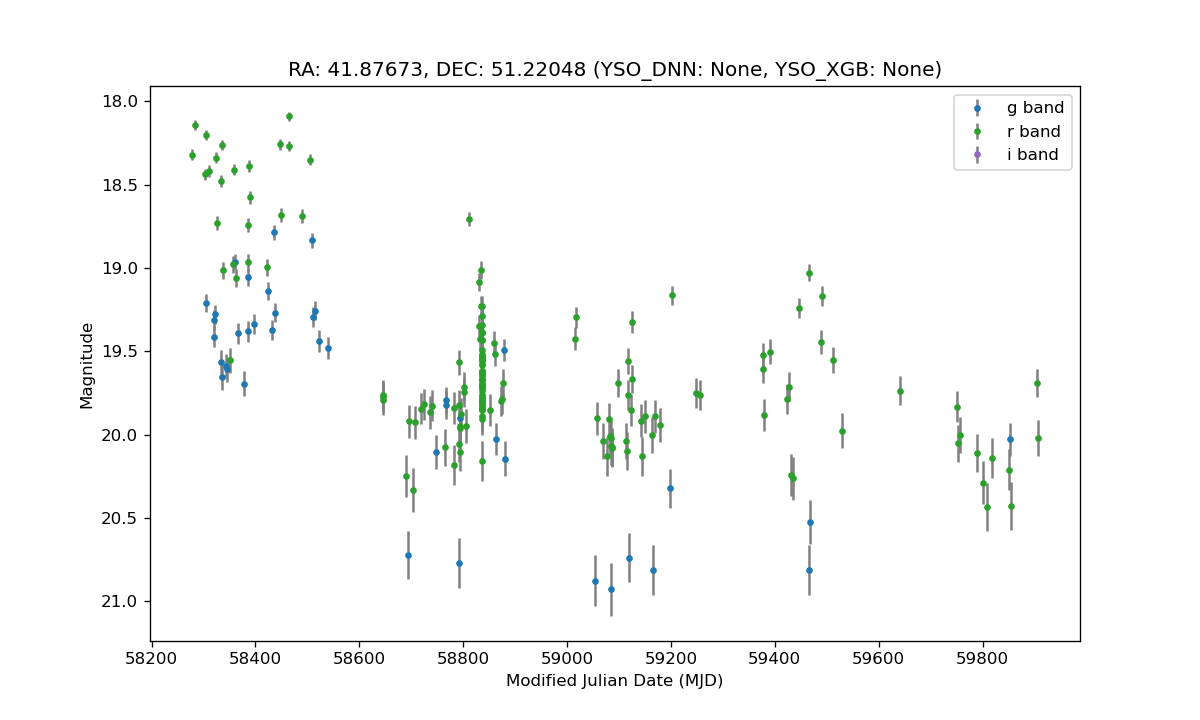 RA: 41.87673, DEC: 51.22048 (YSO_DNN: None, YSO_XGB: None)
g band
r band
i band
18.0
18.5
19.0
19.5
20.0
20.5
21.0
Magnitude
58200 58400 58600 58800 59000 59200 59400 59600 59800
Modified Julian Date (MJD)